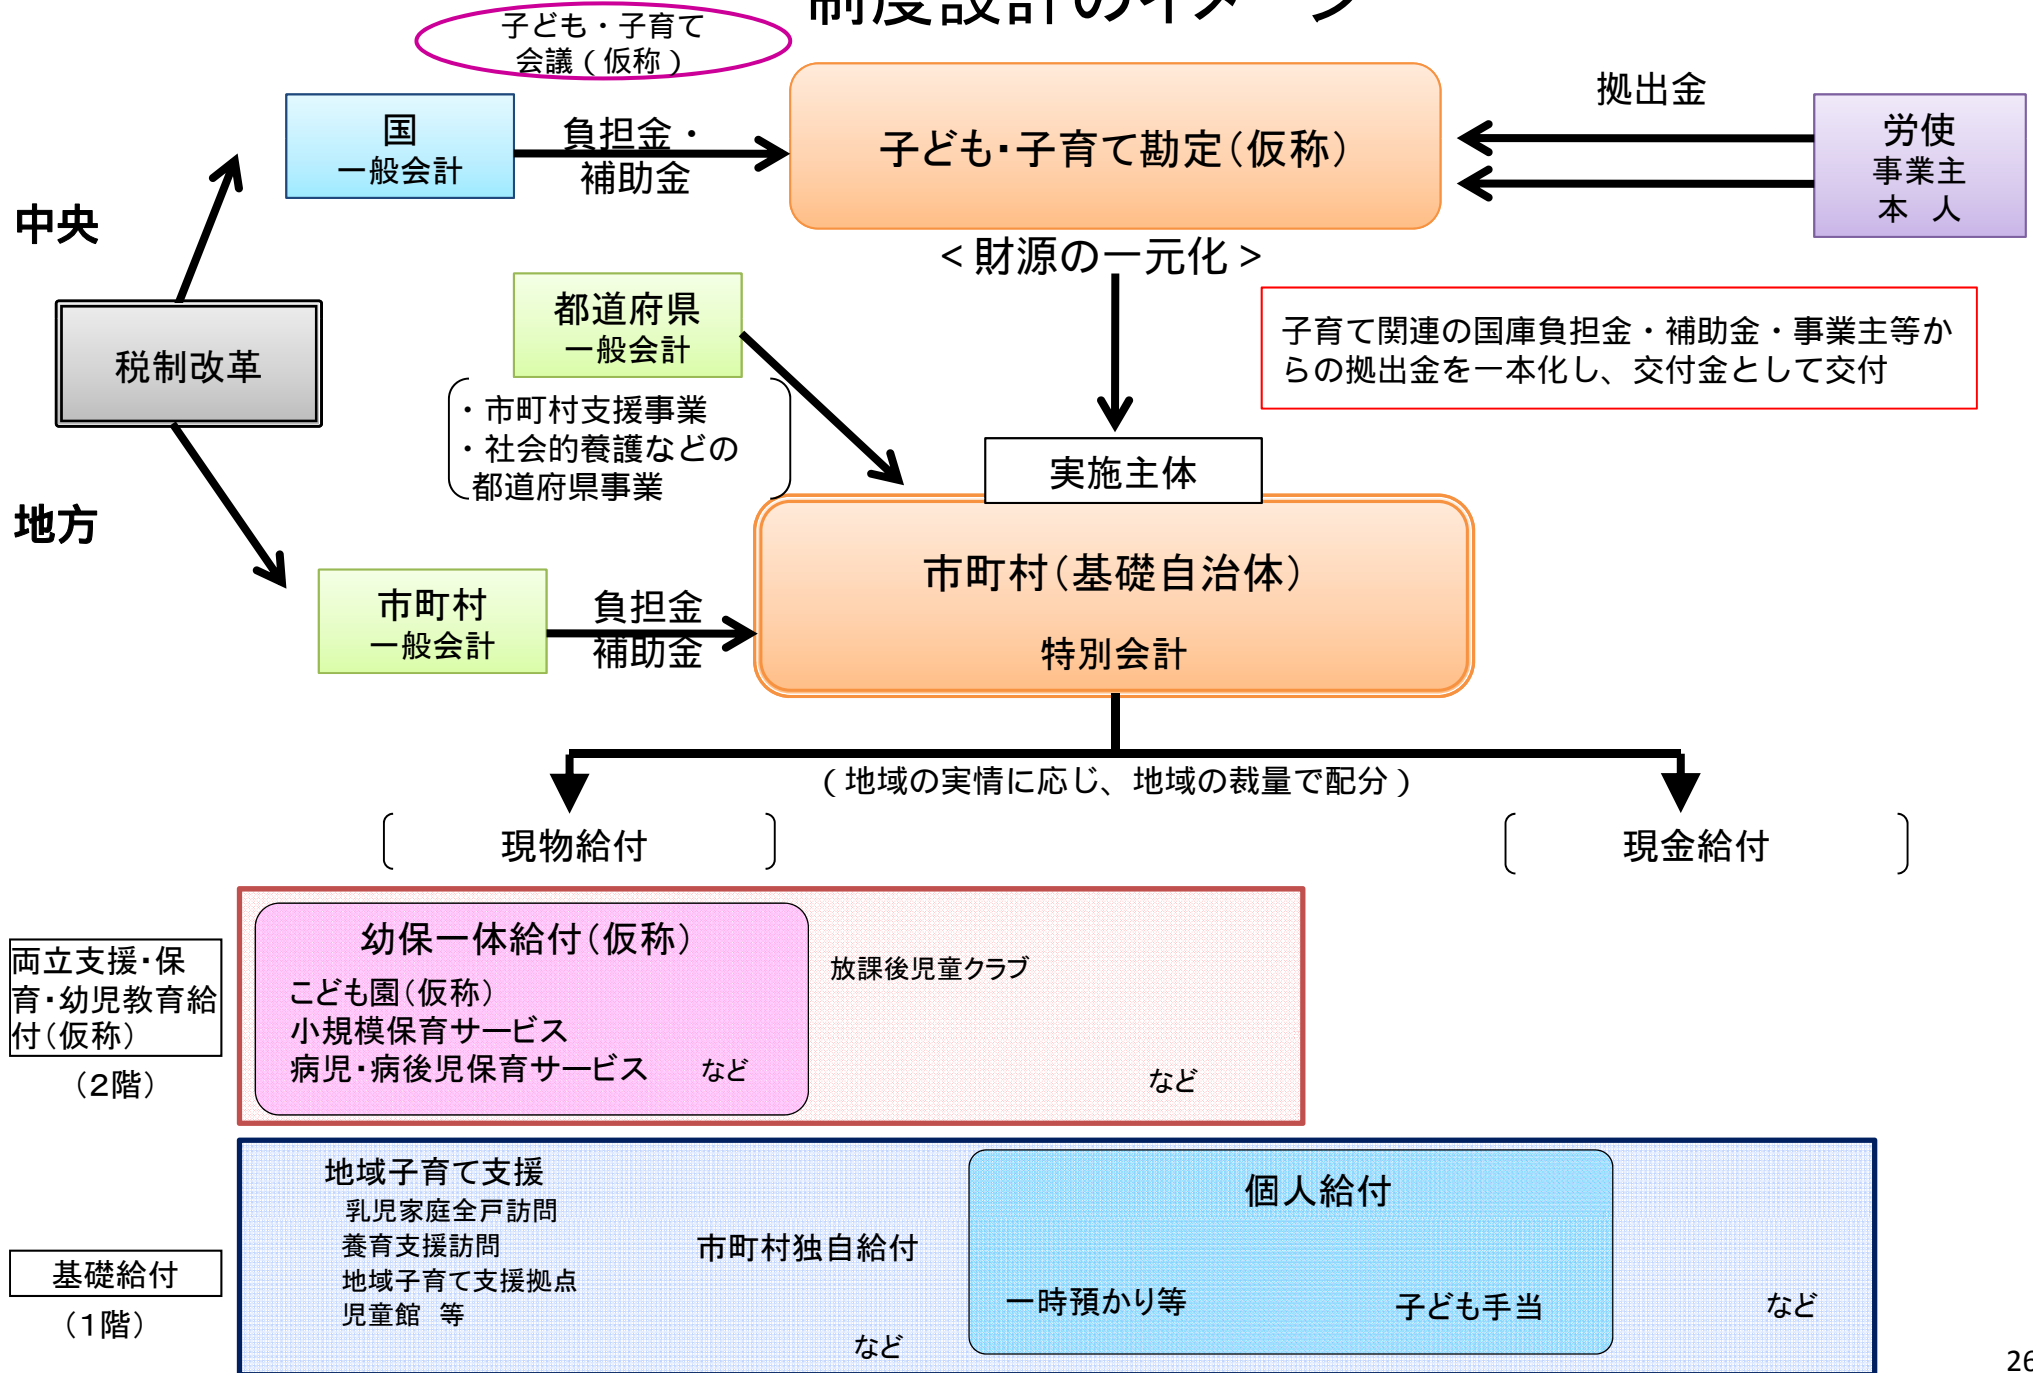 制度設計のイメージ
子ども・子育て
会議(仮称)
国
一般会計
負担金・
補助金
子ども・子育て勘定(仮称)
拠出金
労使
事業主
本 人
中央
<財源の一元化>
都道府県
一般会計
子育て関連の国庫負担金・補助金・事業主等か
らの拠出金を一本化し、交付金として交付
税制改革
・市町村支援事業
・社会的養護などの
都道府県事業
実施主体
地方
市町村(基礎自治体)
特別会計
市町村
一般会計
負担金
補助金
(地域の実情に応じ、地域の裁量で配分)
現物給付
現金給付
両立支援・保
育・幼児教育給
付(仮称)
(2階)
幼保一体給付(仮称)
こども園(仮称)
小規模保育サービス
病児・病後児保育サービス など
放課後児童クラブ
など
基礎給付
(1階)
地域子育て支援
乳児家庭全戸訪問
養育支援訪問
地域子育て支援拠点
児童館 等
市町村独自給付
など
個人給付
一時預かり等
子ども手当
など
26